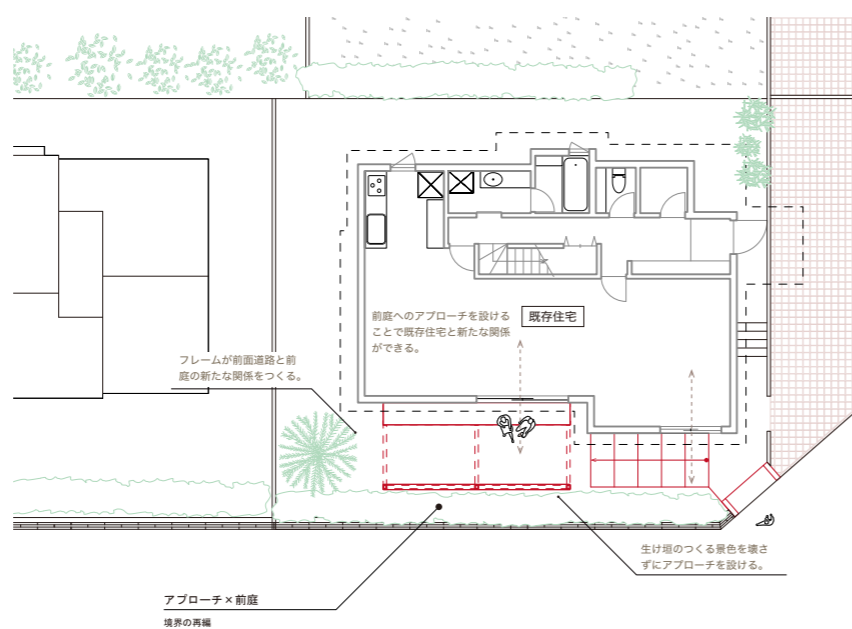 前庭へのアプローチを設ける
ことで既存住宅と新たな関係
ができる。
既存住宅
フレームが前面道路と前
庭の新たな関係をつくる。
生け垣のつくる景色を壊さ
ずにアプローチを設ける。
アプローチ×前庭
境界の再編